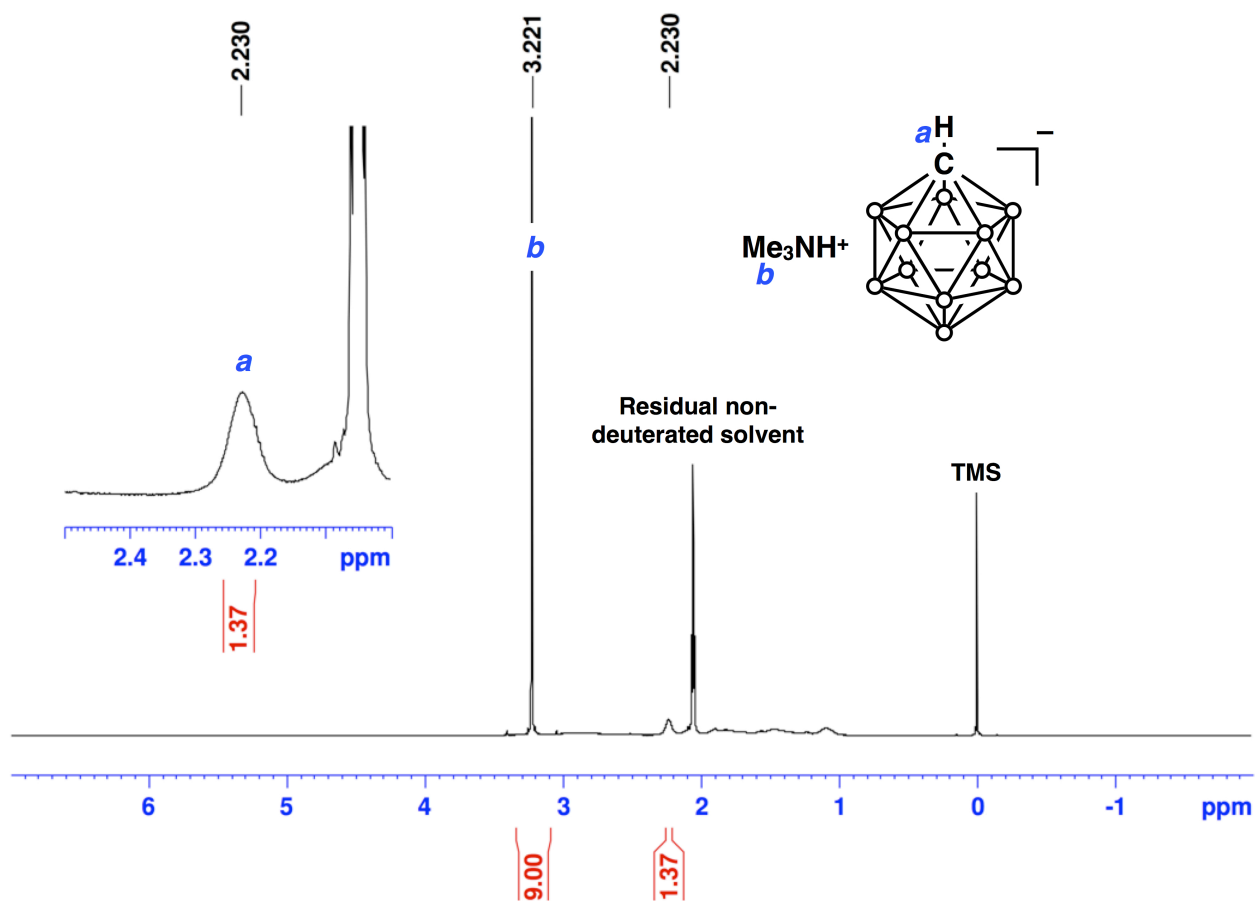 2.230
3.221
2.230
a
H
C
−
b
Me₃NH⁺
b
a
Residual non-
deuterated solvent
TMS
2.4 2.3 2.2 ppm
1.37
6 5 4 3 2 1 0 -1 ppm
9.00
1.37